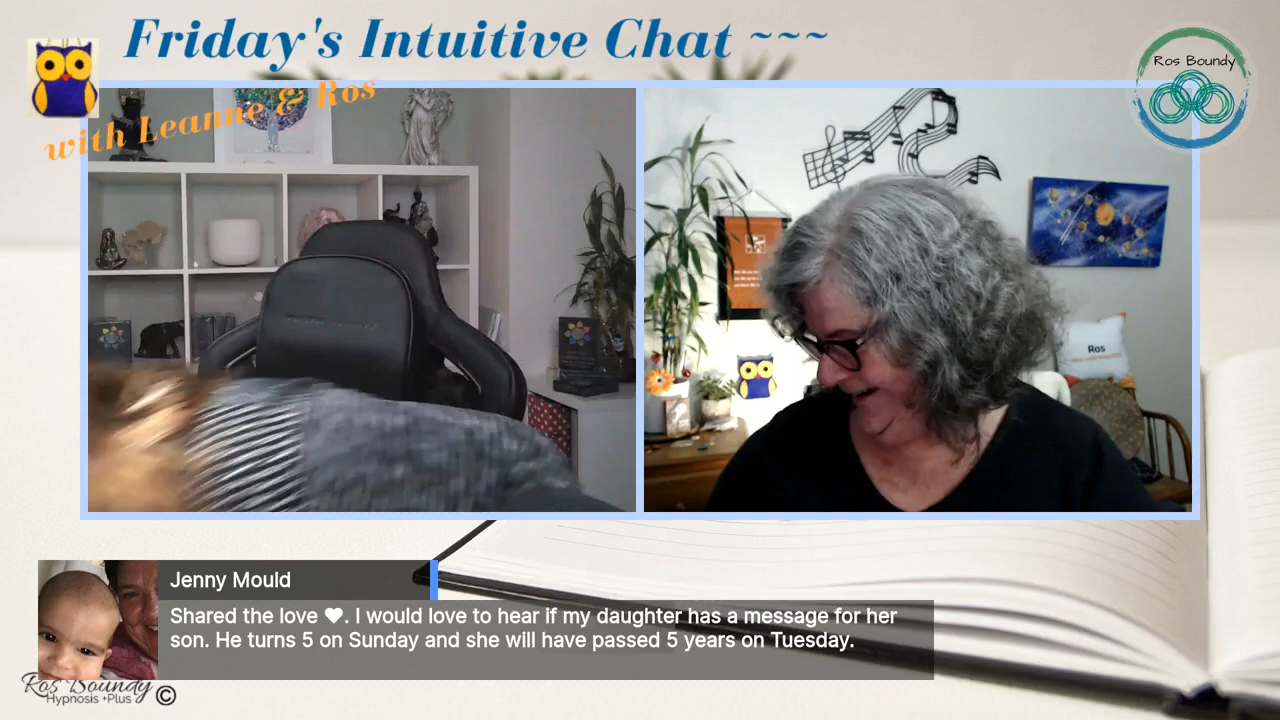 Friday's Intuitive Chat ~~~
with Leanne & Ros
Ros Boundy
Ros
Jenny Mould
Shared the love ♥. I would love to hear if my daughter has a message for her
son. He turns 5 on Sunday and she will have passed 5 years on Tuesday.
Ros Boundy
Hypnosis +Plus ©